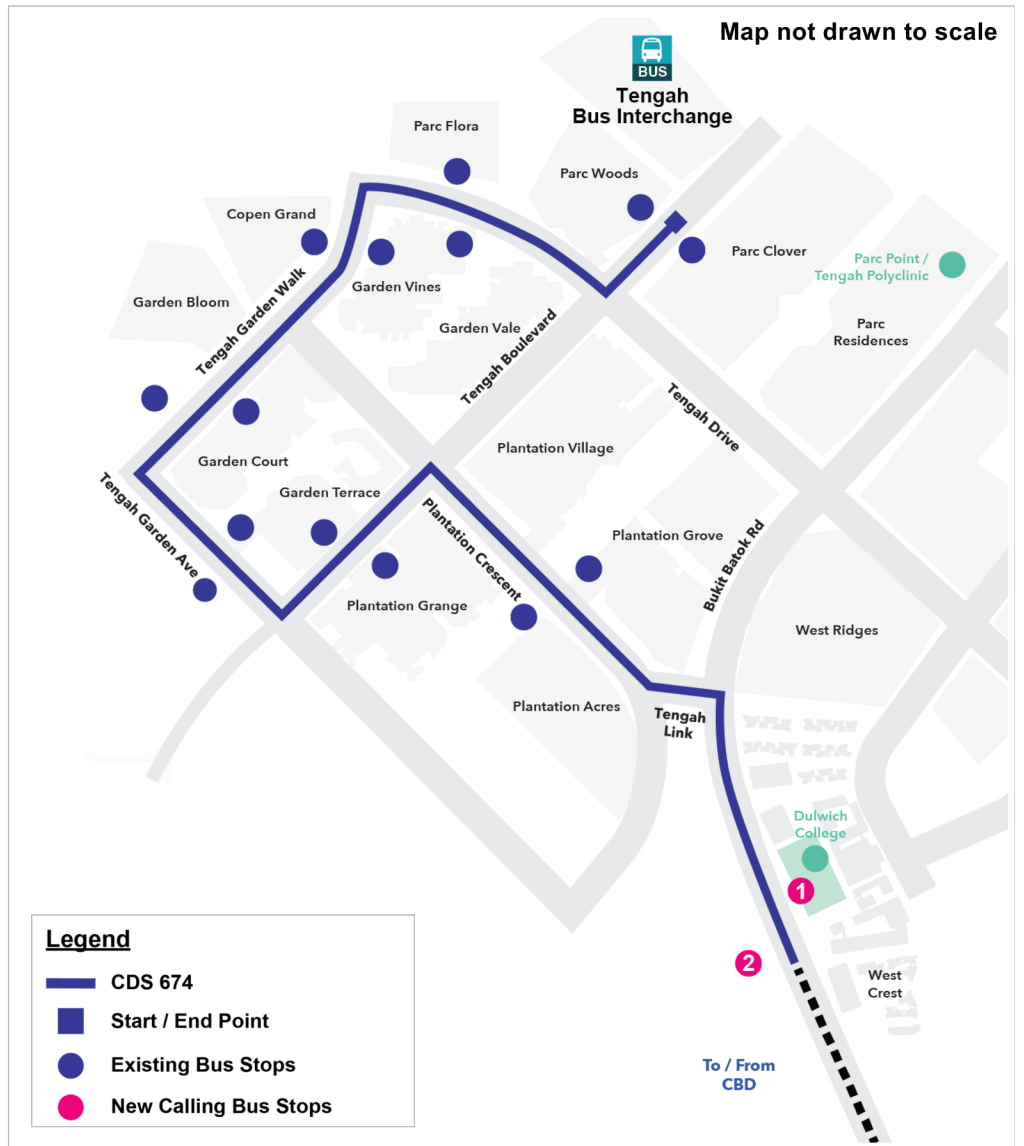 Map not drawn to scale
BUS
Tengah
Bus Interchange
Parc Flora
Parc Woods
Copen Grand
Parc Clover
Parc Point /
Tengah Polyclinic
Garden Bloom
Tengah Garden Walk
Garden Vines
Garden Vale
Tengah Boulevard
Parc
Residences
Tengah Drive
Plantation Village
Garden Court
Garden Terrace
Tengah Garden Ave
Plantation Crescent
Plantation Grove
Bukit Batok Rd
Plantation Grange
West Ridges
Plantation Acres
Tengah
Link
Dulwich
College
1
2
West
Crest
To / From
CBD
Legend
CDS 674
Start / End Point
Existing Bus Stops
New Calling Bus Stops